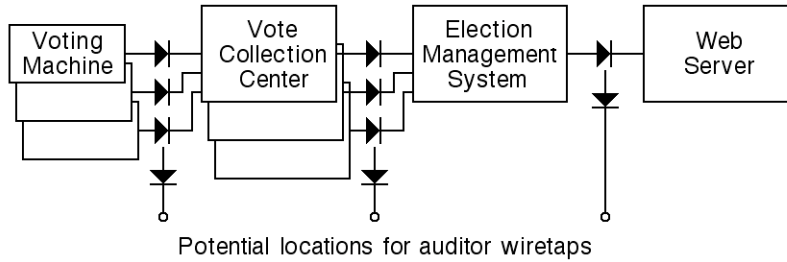 Voting
Machine
Vote
Collection
Center
Election
Management
System
Web
Server
Potential locations for auditor wiretaps